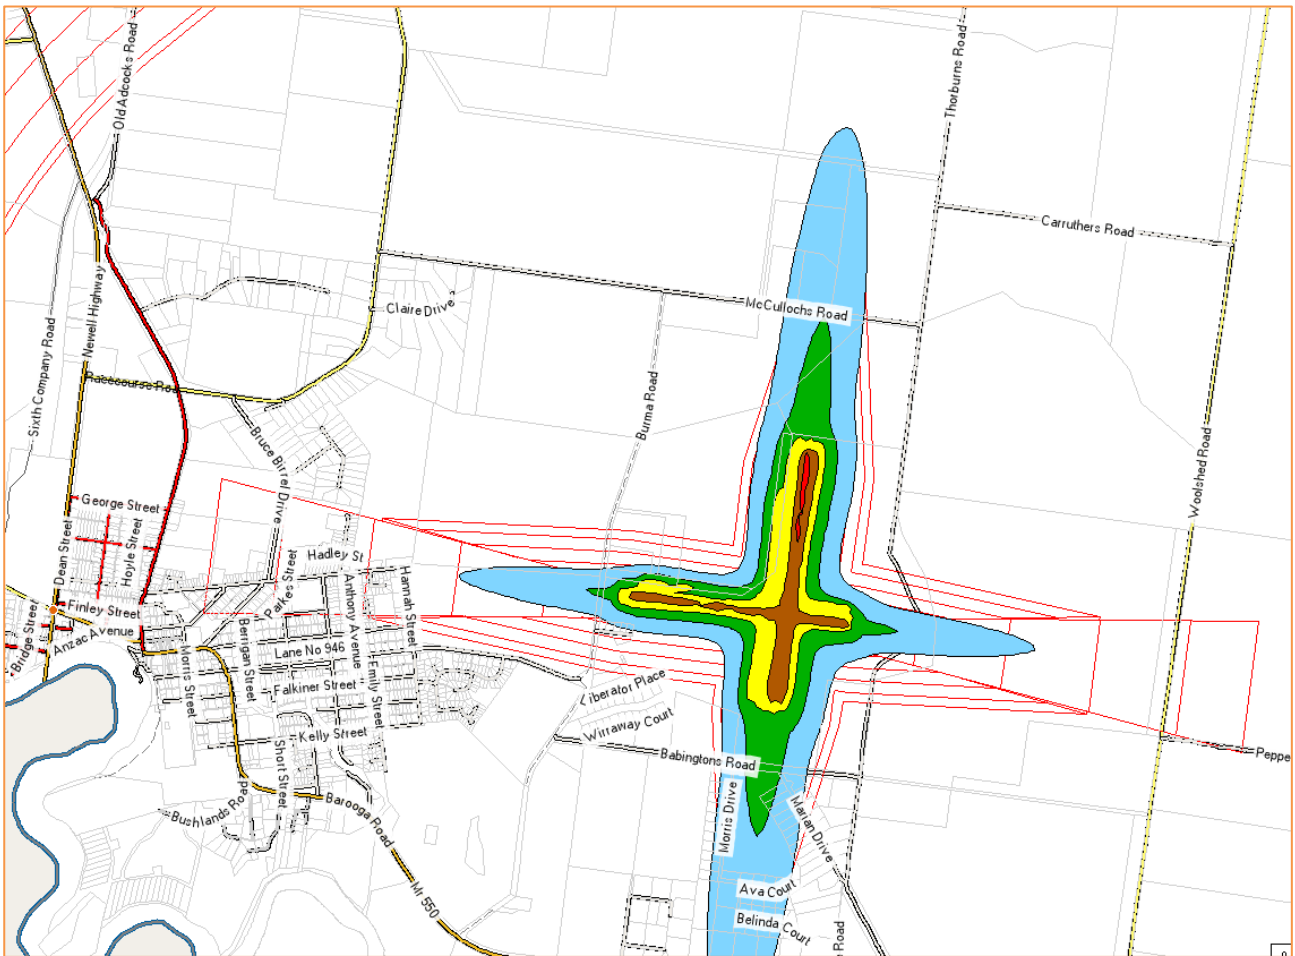 Old Adcocks Road
Thorburns Road
Carruthers Road
Newell Highway
Claire Drive
McCullochs Road
Sixth Company Road
Racecourse Roa
Burma Road
Bruce Birrel Drive
Woolshed Road
George Street
Hoyle Street
Dean Street
Hadley St
Parkes Street
Anthony Avenue
Hannah Street
Finley Street
Bridge Street
Anzac Avenue
Berrigan Street
Lane No 946
Morris Street
Emily Street
Falkiner Street
Liberator Place
Wirraway Court
Kelly Street
Short Street
Babingtons Road
Peppe
Morris Drive
Marian Drive
Bushlands Road
Barooga Road
Mr 550
Ava Court
Belinda Court
Road